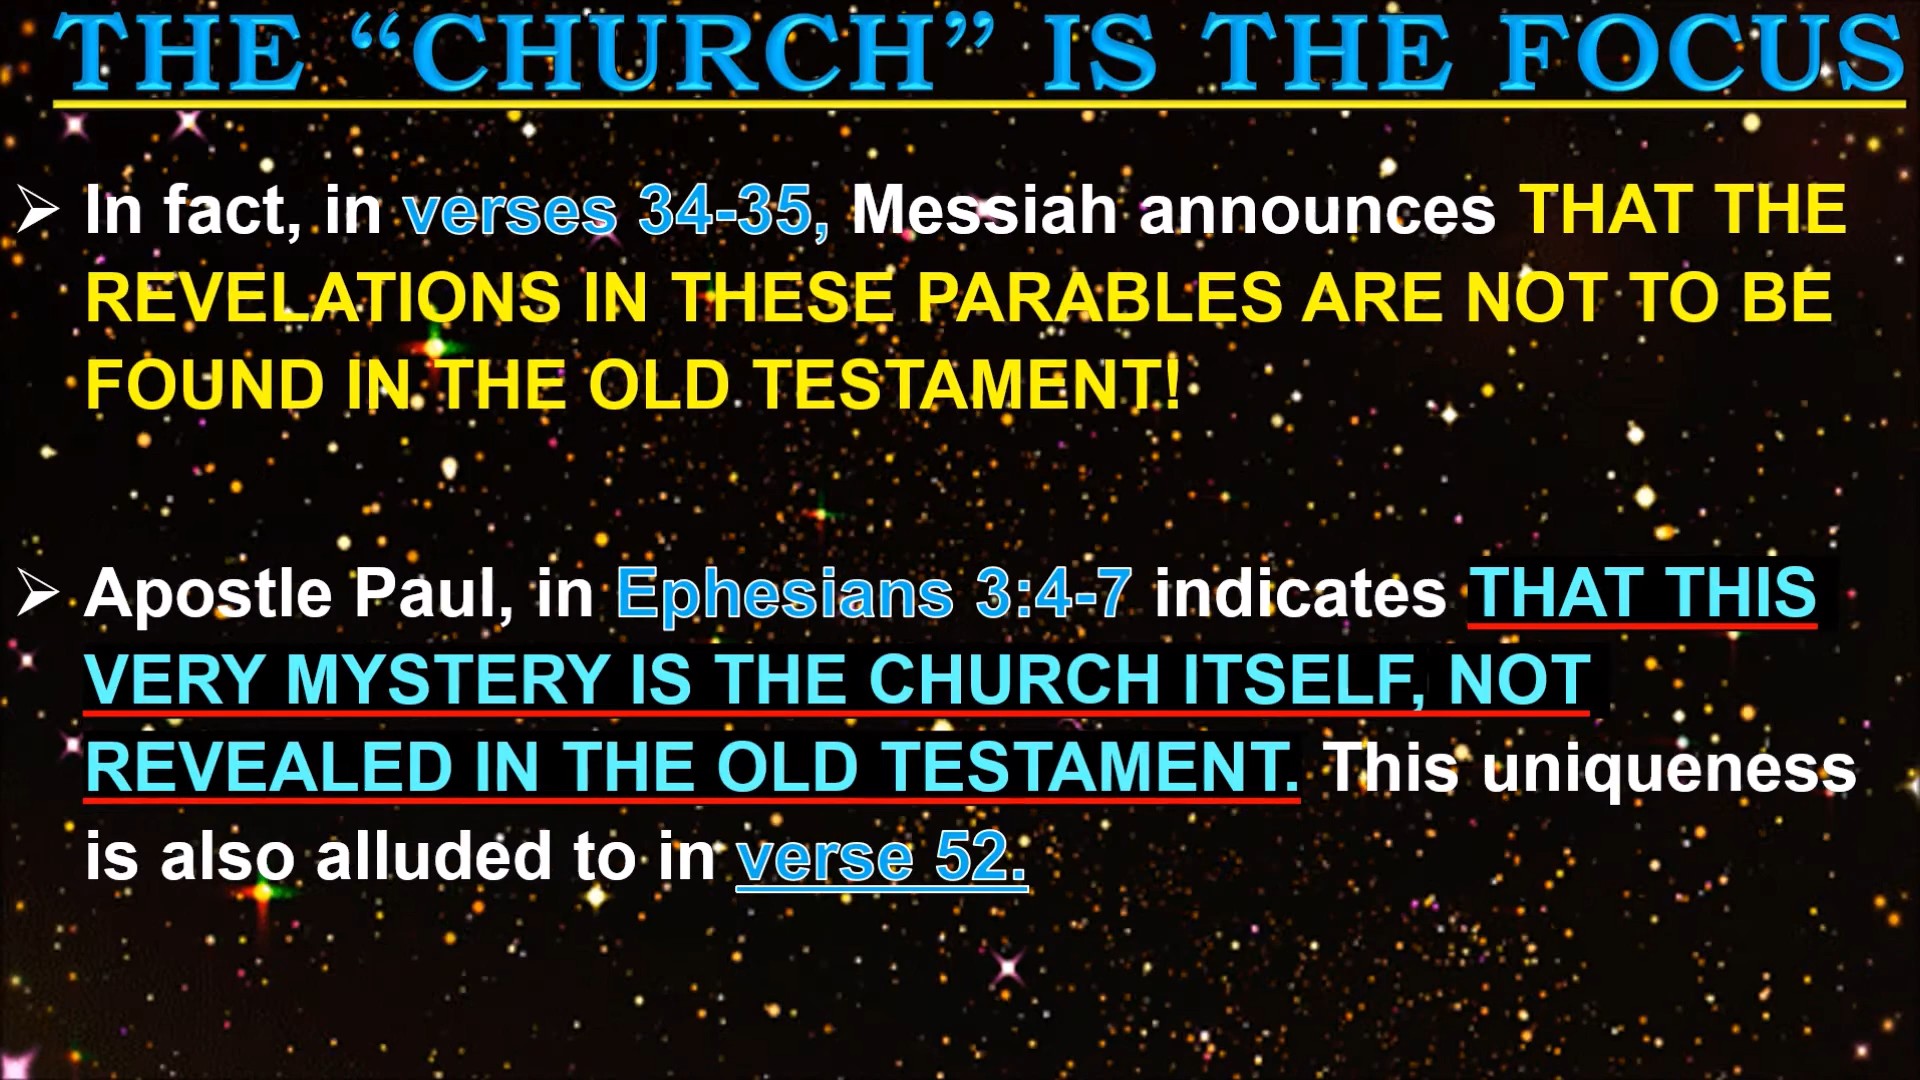 THE “CHURCH” IS THE FOCUS
➢ In fact, in verses 34-35, Messiah announces THAT THE
REVELATIONS IN THESE PARABLES ARE NOT TO BE
FOUND IN THE OLD TESTAMENT!
➢ Apostle Paul, in Ephesians 3:4-7 indicates THAT THIS
VERY MYSTERY IS THE CHURCH ITSELF, NOT
REVEALED IN THE OLD TESTAMENT. This uniqueness
is also alluded to in verse 52.